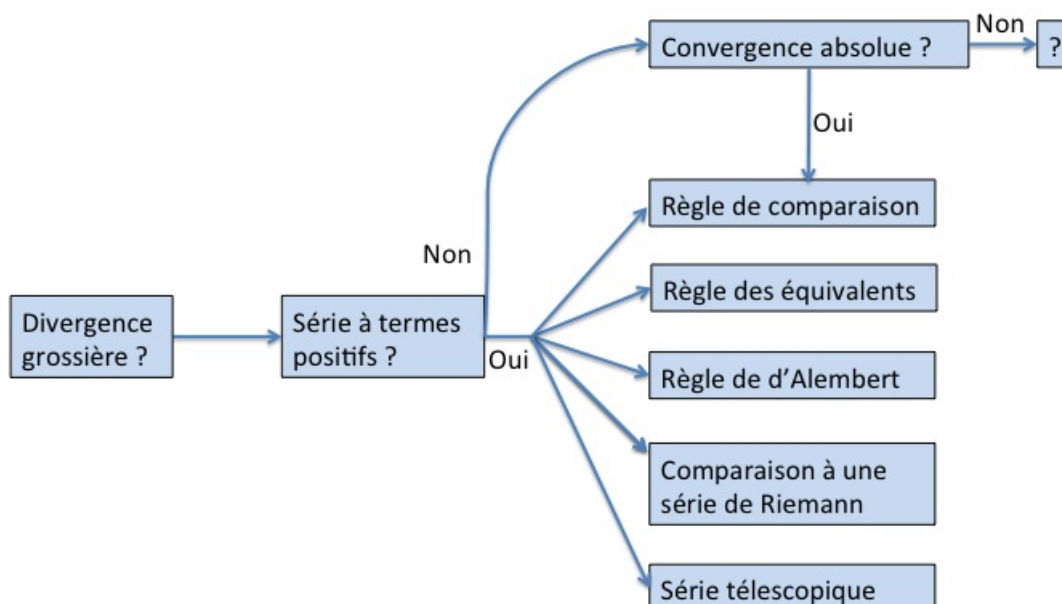 Convergence absolue ?
Non
?
Oui
Règle de comparaison
Non
Règle des équivalents
Divergence
grossière ?
Série à termes
positifs ?
Oui
Règle de d’Alembert
Comparaison à une
série de Riemann
Série télescopique